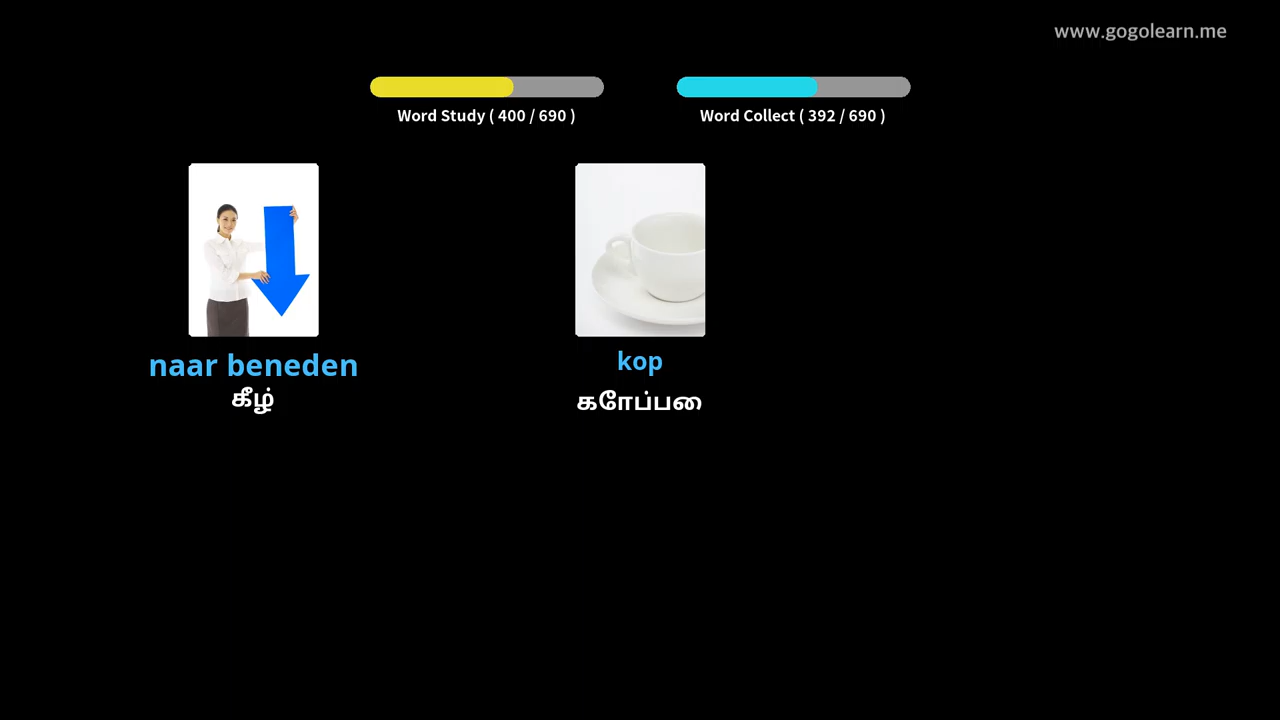 www.gogolearn.me
Word Study ( 400 / 690 )
Word Collect ( 392 / 690 )
naar beneden
கீழ்
kop
கோப்பை